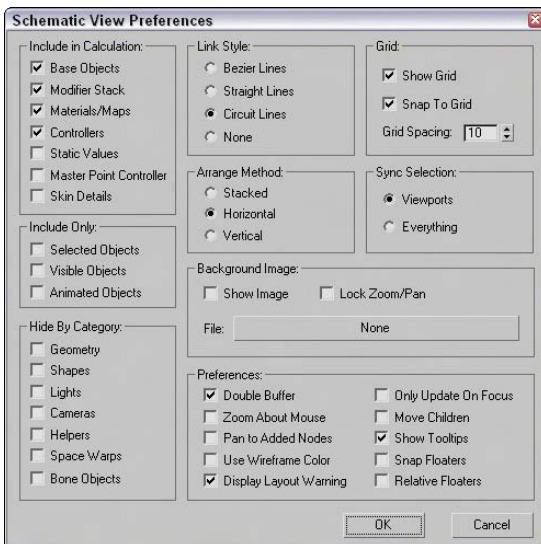 Schematic View Preferences
Include in Calculation:
Base Objects
Modifier Stack
Materials/Maps
Controllers
Static Values
Master Point Controller
Skin Details
Include Only:
Selected Objects
Visible Objects
Animated Objects
Hide By Category:
Geometry
Shapes
Lights
Cameras
Helpers
Space Warps
Bone Objects
Link Style:
Bezier Lines
Straight Lines
Circuit Lines
None
Arrange Method:
Stacked
Horizontal
Vertical
Grid:
Show Grid
Snap To Grid
Grid Spacing: 10
Sync Selection:
Viewports
Everything
Background Image:
Show Image Lock Zoom/Pan
File: None
Preferences:
Double Buffer
Zoom About Mouse
Pan to Added Nodes
Use Wireframe Color
Display Layout Warning
Only Update On Focus
Move Children
Show Tooltips
Snap Floaters
Relative Floaters
OK Cancel